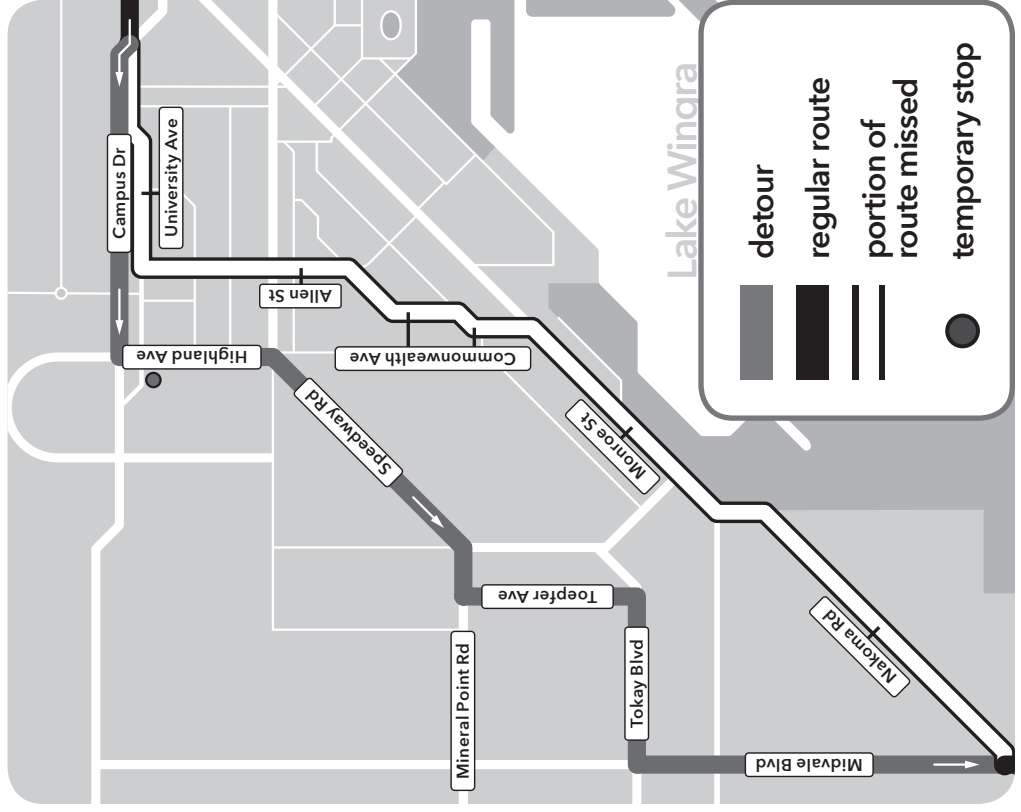 Campus Dr
University Ave
Allen St
Highland Ave
Commonwealth Ave
Speedway Rd
Monroe St
Toepfer Ave
Mineral Point Rd
Tokay Blvd
Nakoma Rd
Midvale Blvd
Lake Wingra
detour
regular route
portion of
route missed
temporary stop